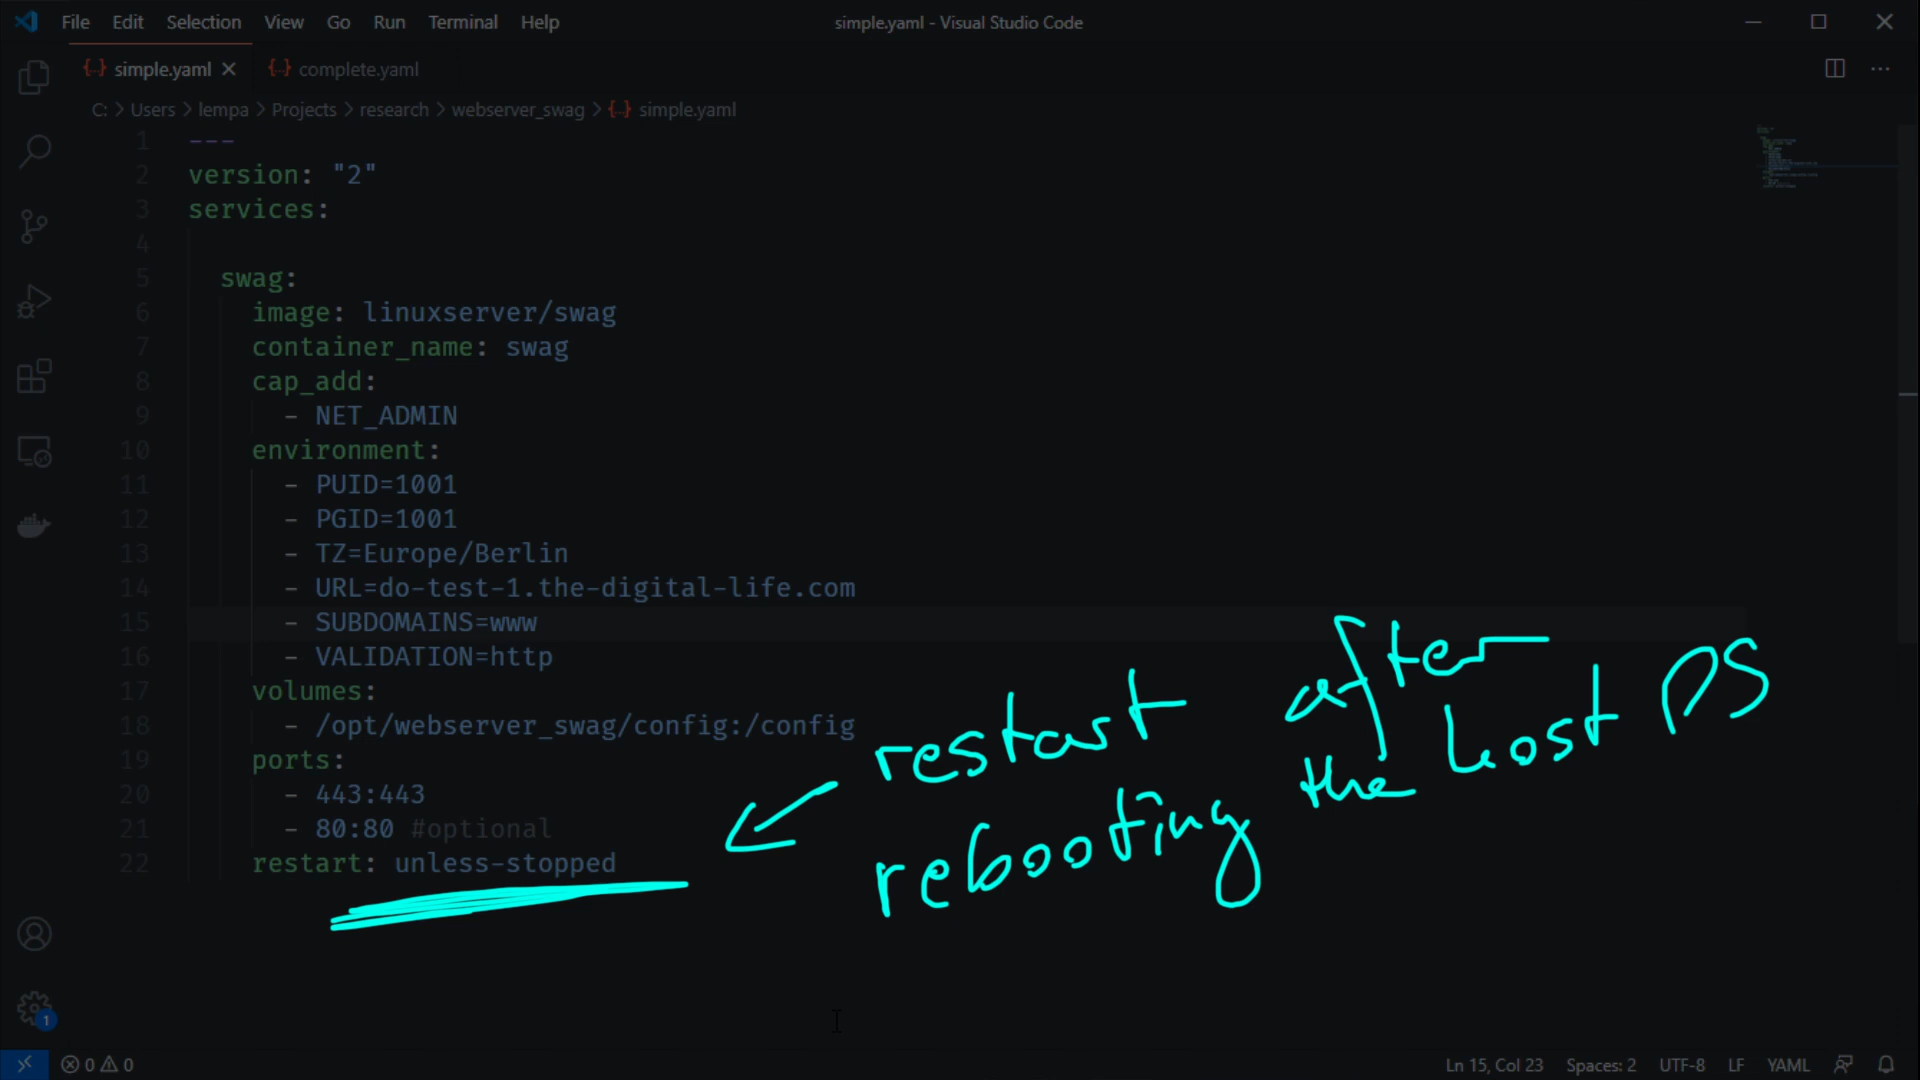 File Edit Selection View Go Run Terminal Help
simple.yaml - Visual Studio Code
simple.yaml
complete.yaml
C: > Users > lempa > Projects > research > webserver_swag > {..} simple.yaml
1 ---
2 version: "2"
3 services:
4
5 swag:
6 image: linuxserver/swag
7 container_name: swag
8 cap_add:
9 - NET_ADMIN
10 environment:
11 - PUID=1001
12 - PGID=1001
13 - TZ=Europe/Berlin
14 - URL=do-test-1.the-digital-life.com
15 - SUBDOMAINS=www
16 - VALIDATION=http
17 volumes:
18 - /opt/webserver_swag/config:/config
19 ports:
20 - 443:443
21 - 80:80 #optional
22 restart: unless-stopped
restart after
rebooting the host OS
1
0 0
Ln 15, Col 23 Spaces: 2 UTF-8 LF YAML